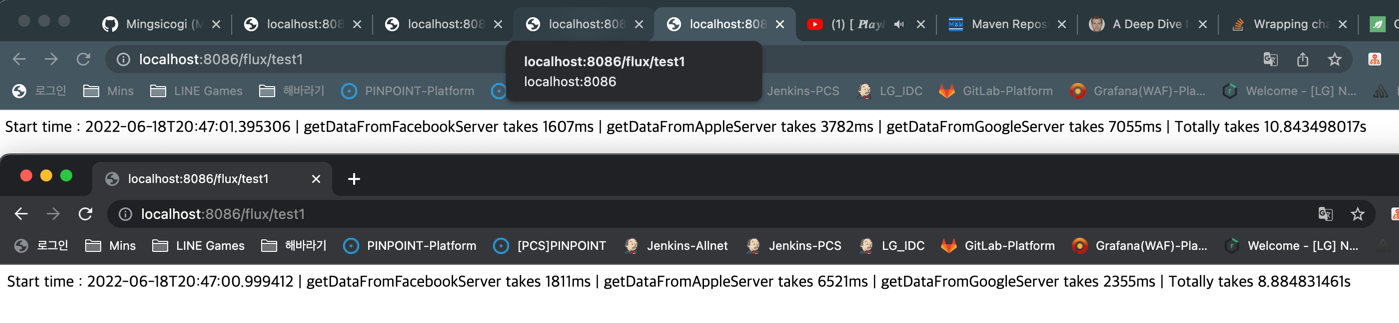 Mingsicogi (M
localhost:808
localhost:808
localhost:808
localhost:808
(1) [ Playl
Maven Repos
A Deep Dive I
Wrapping cha
localhost:8086/flux/test1
localhost:8086/flux/test1
localhost:8086
로그인 Mins LINE Games 해바라기 PINPOINT-Platform Jenkins-PCS LG_IDC GitLab-Platform Grafana(WAF)-Pla... Welcome - [LG] N...
Start time : 2022-06-18T20:47:01.395306 | getDataFromFacebookServer takes 1607ms | getDataFromAppleServer takes 3782ms | getDataFromGoogleServer takes 7055ms | Totally takes 10.843498017s
localhost:8086/flux/test1
localhost:8086/flux/test1
로그인 Mins LINE Games 해바라기 PINPOINT-Platform [PCS]PINPOINT Jenkins-Allnet Jenkins-PCS LG_IDC GitLab-Platform Grafana(WAF)-Pla... Welcome - [LG] N...
Start time : 2022-06-18T20:47:00.999412 | getDataFromFacebookServer takes 1811ms | getDataFromAppleServer takes 6521ms | getDataFromGoogleServer takes 2355ms | Totally takes 8.884831461s